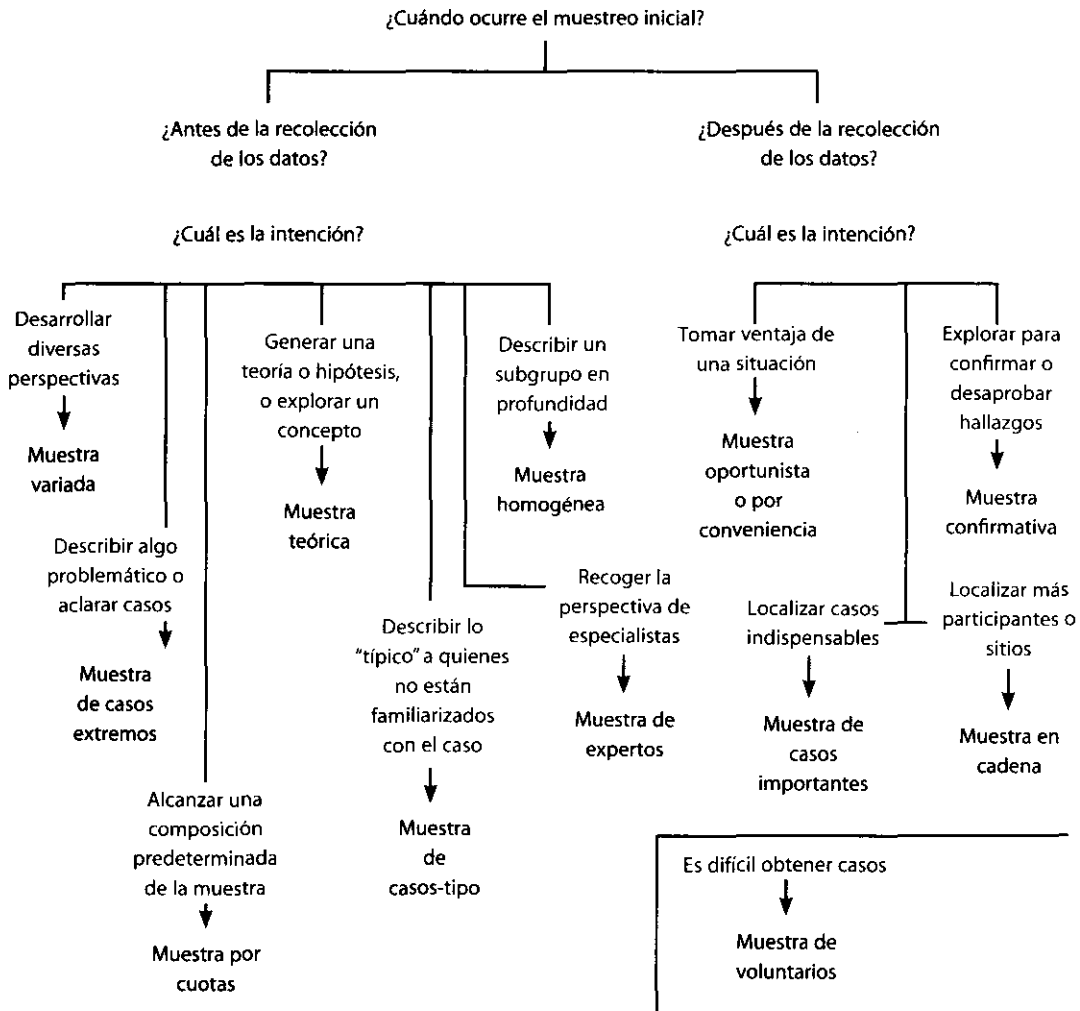 ¿Cuándo ocurre el muestreo inicial?
¿Antes de la recolección
de los datos?
¿Después de la recolección
de los datos?
¿Cuál es la intención?
¿Cuál es la intención?
Desarrollar
diversas
perspectivas
Muestra
variada
Describir algo
problemático o
aclarar casos
Muestra
de casos
extremos
Alcanzar una
composición
predeterminada
de la muestra
Muestra por
cuotas
Generar una
teoría o hipótesis,
o explorar un
concepto
Muestra
teórica
Describir lo
"típico" a quienes
no están
familiarizados
con el caso
Muestra
de
casos-tipo
Describir un
subgrupo en
profundidad
Muestra
homogénea
Recoger la
perspectiva de
especialistas
Muestra de
expertos
Tomar ventaja de
una situación
Muestra
oportunista
o por
conveniencia
Localizar casos
indispensables
Muestra de
casos
importantes
Explorar para
confirmar o
desaprobar
hallazgos
Muestra
confirmativa
Localizar más
participantes o
sitios
Muestra en
cadena
Es difícil obtener casos
Muestra de
voluntarios